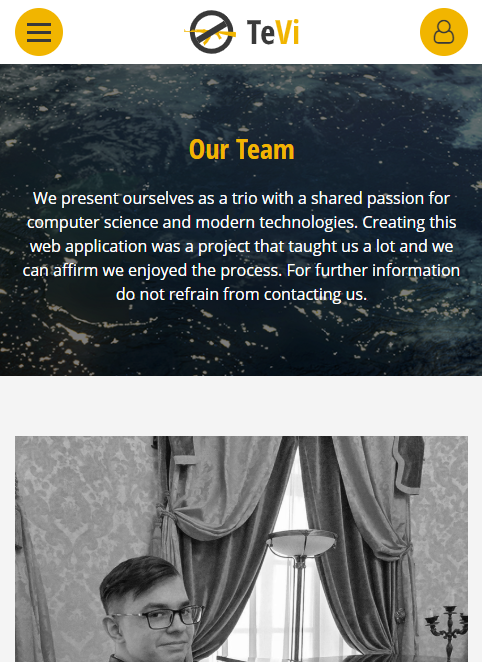 TeVi
Our Team
We present ourselves as a trio with a shared passion for
computer science and modern technologies. Creating this
web application was a project that taught us a lot and we
can affirm we enjoyed the process. For further information
do not refrain from contacting us.